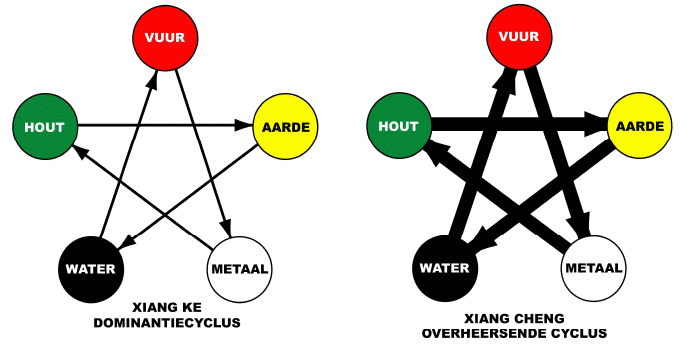 VUUR
HOUT
AARDE
WATER
METAAL
XIANG KE
DOMINANTIECYCLUS
VUUR
HOUT
AARDE
WATER
METAAL
XIANG CHENG
OVERHEERSENDE CYCLUS